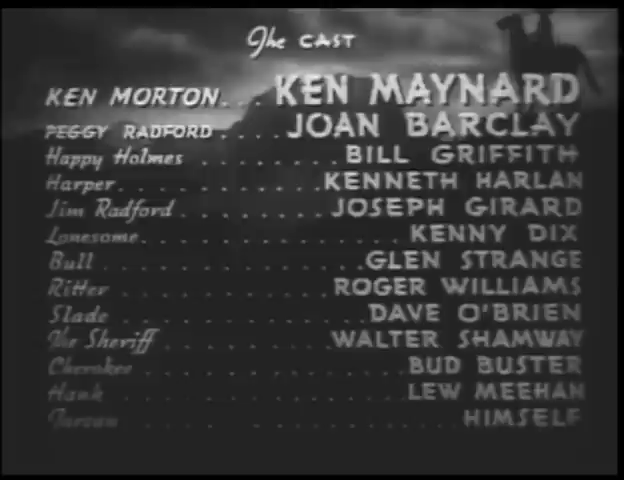 The CAST
KEN MORTON... KEN MAYNARD
PEGGY RADFORD.... JOAN BARCLAY
Happy Holmes ........ BILL GRIFFITH
Harper............ KENNETH HARLAN
Jim Radford......... JOSEPH GIRARD
Lonesome............ KENNY DIX
Bull ............ GLEN STRANGE
Ritter ........... ROGER WILLIAMS
Slade ............ DAVE O'BRIEN
The Sheriff ......... WALTER SHAMWAY
Cherokee ............ BUD BUSTER
Hank ............ LEW MEEHAN
Tarzan ............ HIMSELF